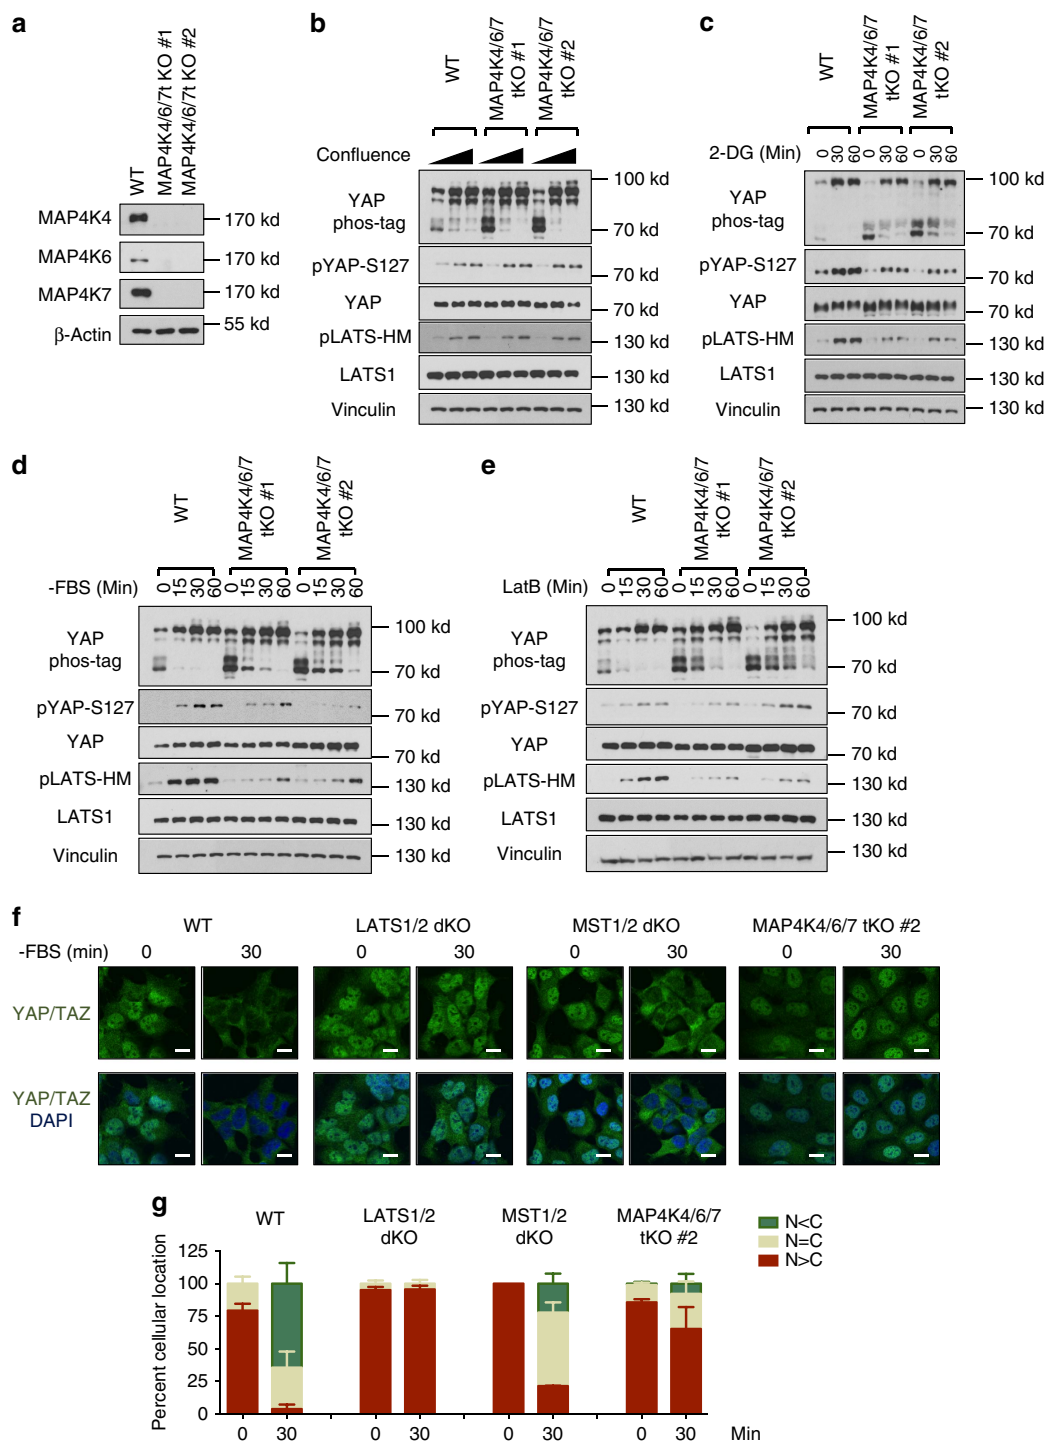 a
WT
MAP4K4/6/7t KO #1
MAP4K4/6/7t KO #2
MAP4K4
170 kd
MAP4K6
170 kd
MAP4K7
170 kd
β-Actin
55 kd
b
WT
MAP4K4/6/7 tKO #1
MAP4K4/6/7 tKO #2
Confluence
YAP phos-tag
100 kd
70 kd
pYAP-S127
70 kd
YAP
70 kd
pLATS-HM
130 kd
LATS1
130 kd
Vinculin
130 kd
c
WT
MAP4K4/6/7 tKO #1
MAP4K4/6/7 tKO #2
2-DG (Min)
0 30 60 0 30 60 0 30 60
YAP phos-tag
100 kd
70 kd
pYAP-S127
70 kd
YAP
70 kd
pLATS-HM
130 kd
LATS1
130 kd
Vinculin
130 kd
d
WT
MAP4K4/6/7 tKO #1
MAP4K4/6/7 tKO #2
-FBS (Min)
0 15 30 60 0 15 30 60 0 15 30 60
YAP phos-tag
100 kd
70 kd
pYAP-S127
70 kd
YAP
70 kd
pLATS-HM
130 kd
LATS1
130 kd
Vinculin
130 kd
e
WT
MAP4K4/6/7 tKO #1
MAP4K4/6/7 tKO #2
LatB (Min)
0 15 30 60 0 15 30 60 0 15 30 60
YAP phos-tag
100 kd
70 kd
pYAP-S127
70 kd
YAP
70 kd
pLATS-HM
130 kd
LATS1
130 kd
Vinculin
130 kd
f
WT LATS1/2 dKO MST1/2 dKO MAP4K4/6/7 tKO #2
-FBS (min) 0 30 0 30 0 30 0 30
YAP/TAZ
YAP/TAZ
DAPI
g
WT
LATS1/2 dKO
MST1/2 dKO
MAP4K4/6/7 tKO #2
N<C
N=C
N>C
Percent cellular location
125
100
75
50
25
0
0 30 0 30 0 30 0 30 Min